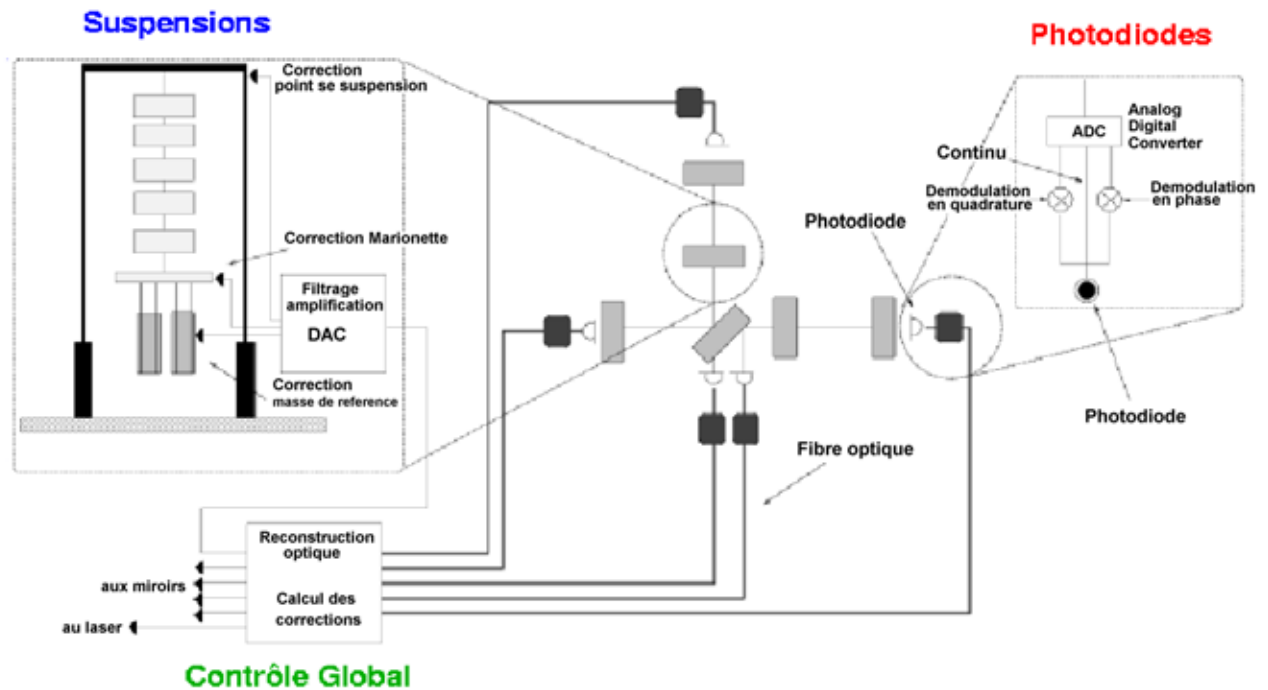 Suspensions
Photodiodes
Correction
point se suspension
Correction Marionette
Filtrage
amplification
DAC
Correction
masse de reference
Analog
Digital
Converter
ADC
Continu
Demodulation
en quadrature
Demodulation
en phase
Photodiode
Photodiode
Fibre optique
Reconstruction
optique
Calcul des
corrections
aux miroirs
au laser
Contrôle Global